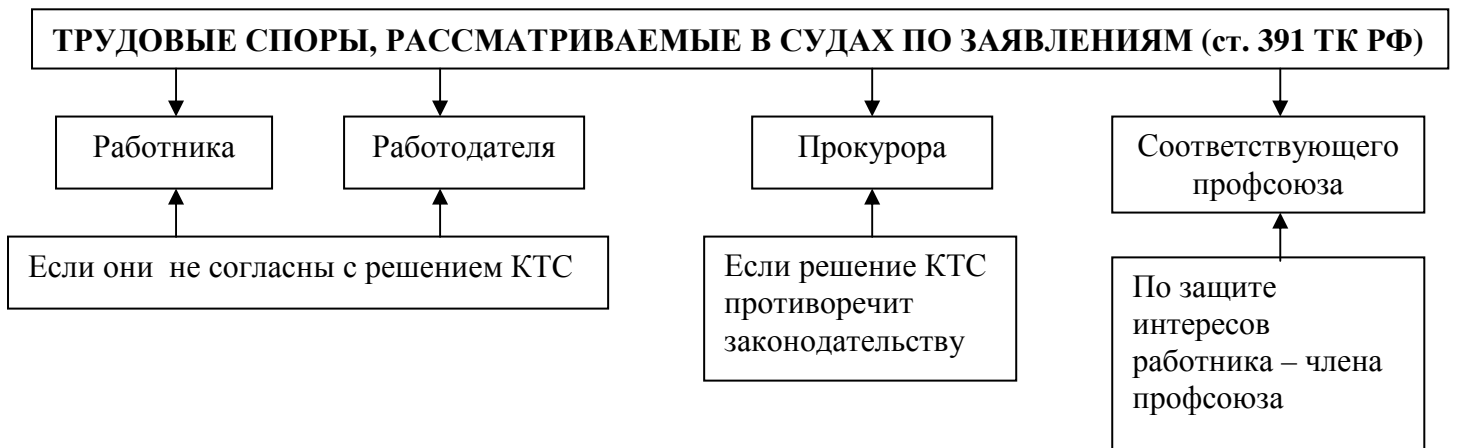 ТРУДОВЫЕ СПОРЫ, РАССМАТРИВАЕМЫЕ В СУДАХ ПО ЗАЯВЛЕНИЯМ (ст. 391 ТК РФ)
Работника
Работодателя
Прокурора
Соответствующего
профсоюза
Если они не согласны с решением КТС
Если решение КТС
противоречит
законодательству
По защите
интересов
работника – члена
профсоюза